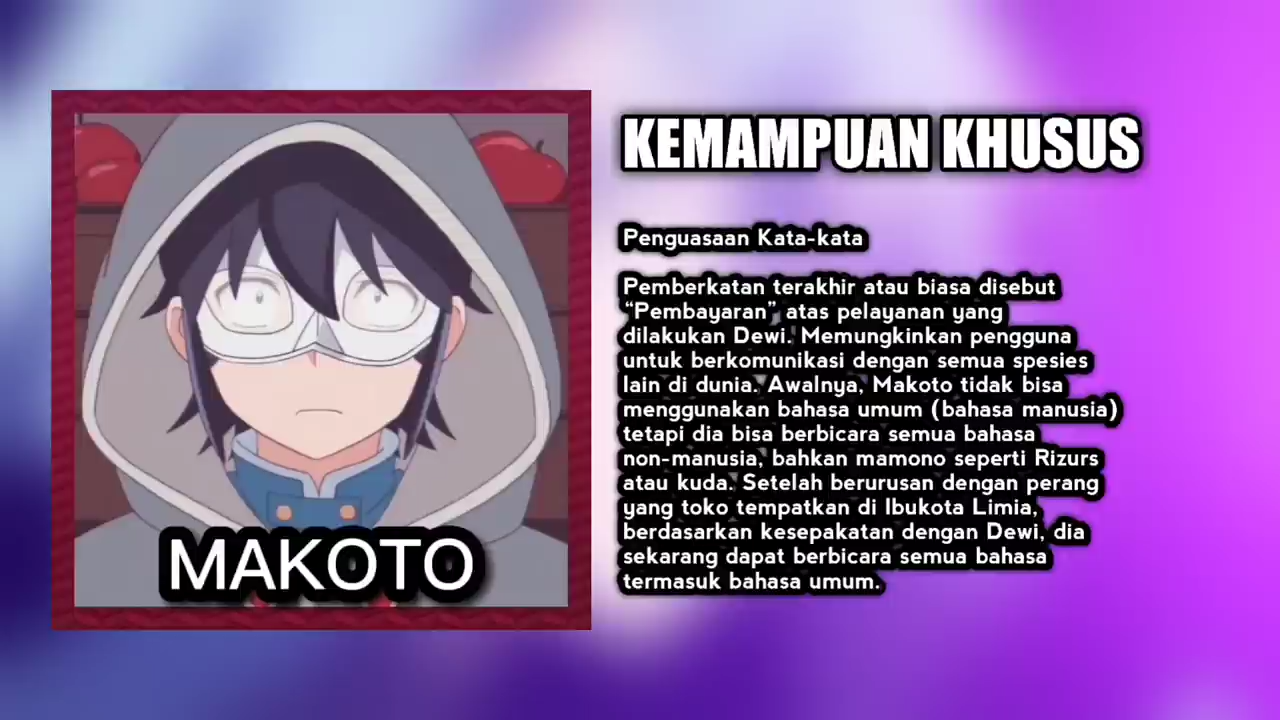 KEMAMPUAN KHUSUS
Penguasaan Kata-kata
Pemberkatan terakhir atau biasa disebut
“Pembayaran” atas pelayanan yang
dilakukan Dewi. Memungkinkan pengguna
untuk berkomunikasi dengan semua spesies
lain di dunia. Awalnya, Makoto tidak bisa
menggunakan bahasa umum (bahasa manusia)
tetapi dia bisa berbicara semua bahasa
non-manusia, bahkan mamono seperti Rizurs
atau kuda. Setelah berurusan dengan perang
yang toko tempatkan di Ibukota Limia,
berdasarkan kesepakatan dengan Dewi, dia
sekarang dapat berbicara semua bahasa
termasuk bahasa umum.
MAKOTO